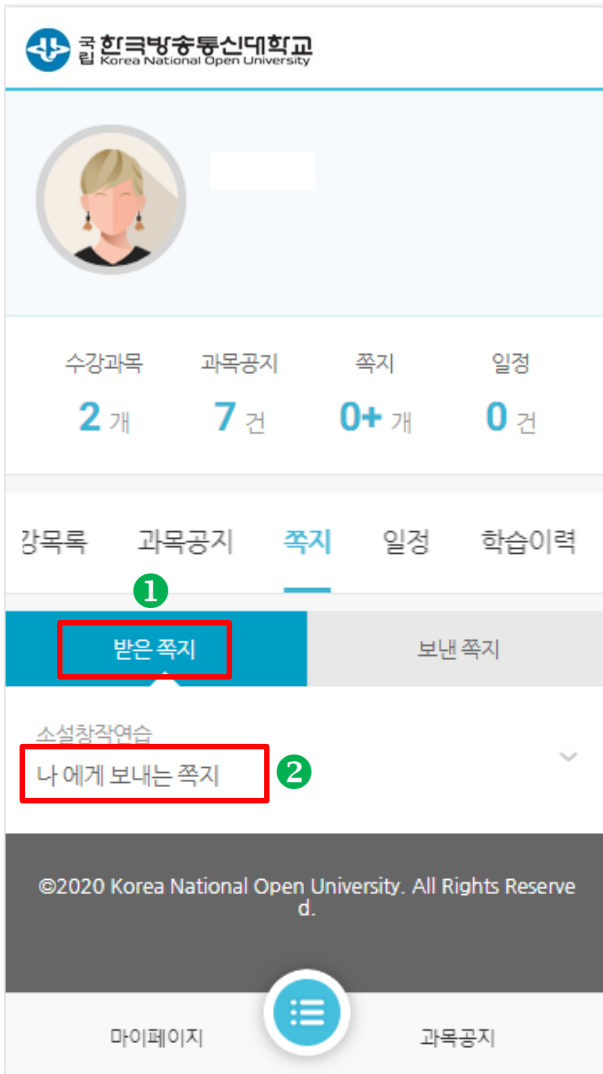 국립 한국방송통신대학교
Korea National Open University
수강과목 과목공지 쪽지 일정
2 개 7 건 0+ 개 0 건
강목록 과목공지 쪽지 일정 학습이력
1
받은 쪽지 보낸 쪽지
소설창작연습
나 에게 보내는 쪽지 2
©2020 Korea National Open University. All Rights Reserve
d.
마이페이지 과목공지